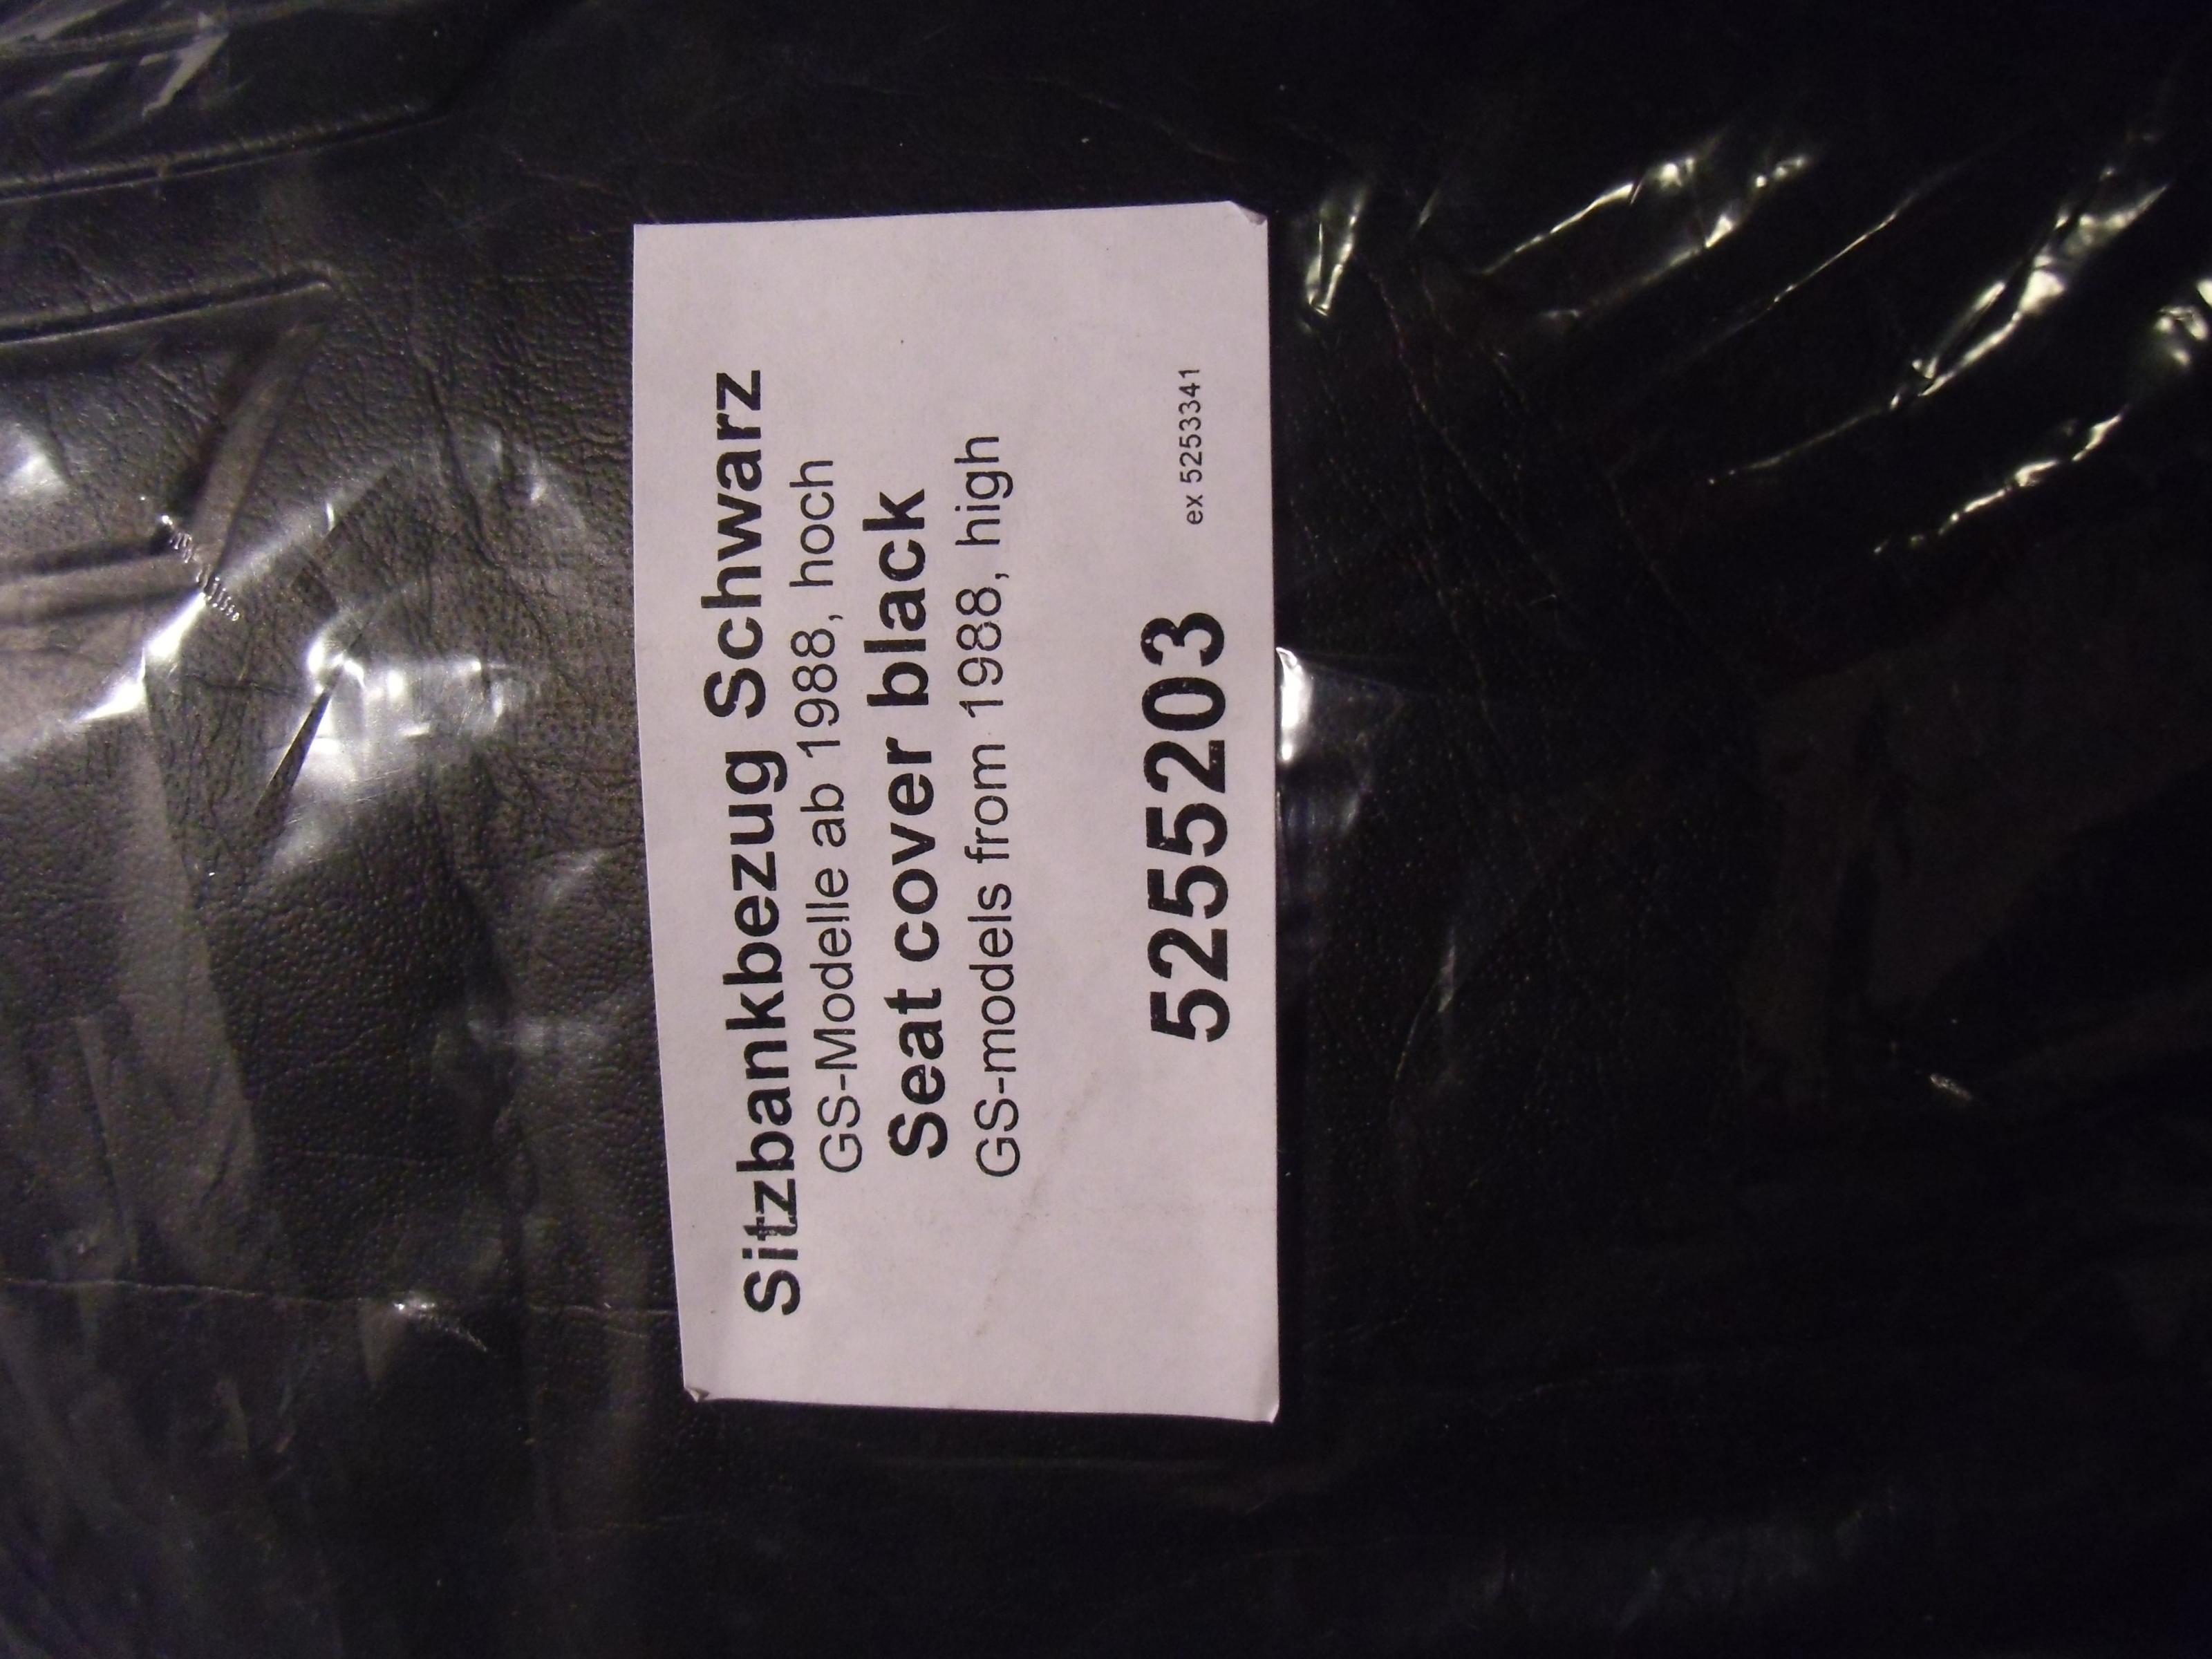 Sitzbankbezug Schwarz
GS-Modelle ab 1988, hoch
Seat cover black
GS-models from 1988, high
5255203 ex 5253341